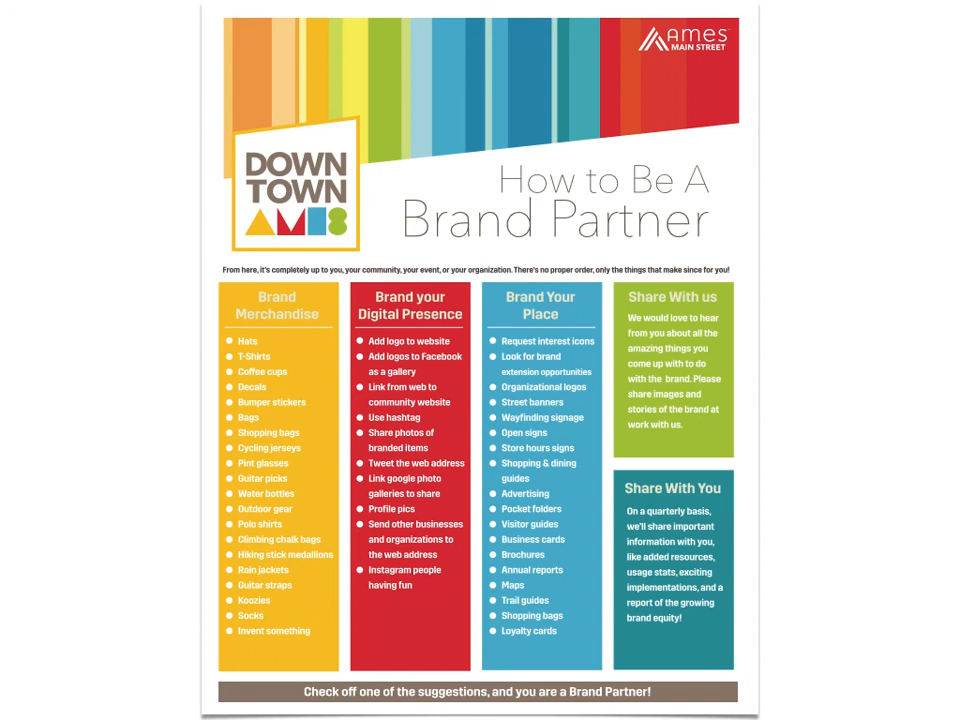 Ames
MAIN STREET
DOWN
TOWN
AMES
How to Be A
Brand Partner
From here, it's completely up to you, your community, your event, or your organization. There's no proper order, only the things that make since for you!
Brand
Merchandise
Hats
T-Shirts
Coffee cups
Decals
Bumper stickers
Bags
Shopping bags
Cycling jerseys
Pint glasses
Guitar picks
Water bottles
Outdoor gear
Polo shirts
Climbing chalk bags
Hiking stick medallions
Rain jackets
Guitar straps
Koozies
Socks
Invent something
Brand your
Digital Presence
Add logo to website
Add logos to Facebook
as a gallery
Link from web to
community website
Use hashtag
Share photos of
branded items
Tweet the web address
Link google photo
galleries to share
Profile pics
Send other businesses
and organizations to
the web address
Instagram people
having fun
Brand Your
Place
Request interest icons
Look for brand
extension opportunities
Organizational logos
Street banners
Wayfinding signage
Open signs
Store hours signs
Shopping & dining
guides
Advertising
Pocket folders
Visitor guides
Business cards
Brochures
Annual reports
Maps
Trail guides
Shopping bags
Loyalty cards
Share With us
We would love to hear
from you about all the
amazing things you
come up with to do
with the brand. Please
share images and
stories of the brand at
work with us.
Share With You
On a quarterly basis,
we'll share important
information with you,
like added resources,
usage stats, exciting
implementations, and a
report of the growing
brand equity!
Check off one of the suggestions, and you are a Brand Partner!